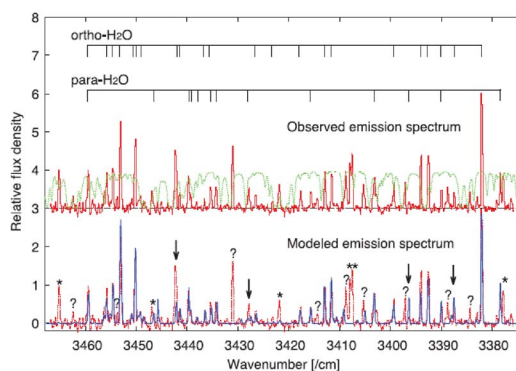 8
ortho-H2O
7
6
para-H2O
5
Observed emission spectrum
4
3
2
Modeled emission spectrum
1
0
* ? ? * ? ? * ? ? ** ? ? ? *
3460 3450 3440 3430 3420 3410 3400 3390 3380
Wavenumber [/cm]
Relative flux density